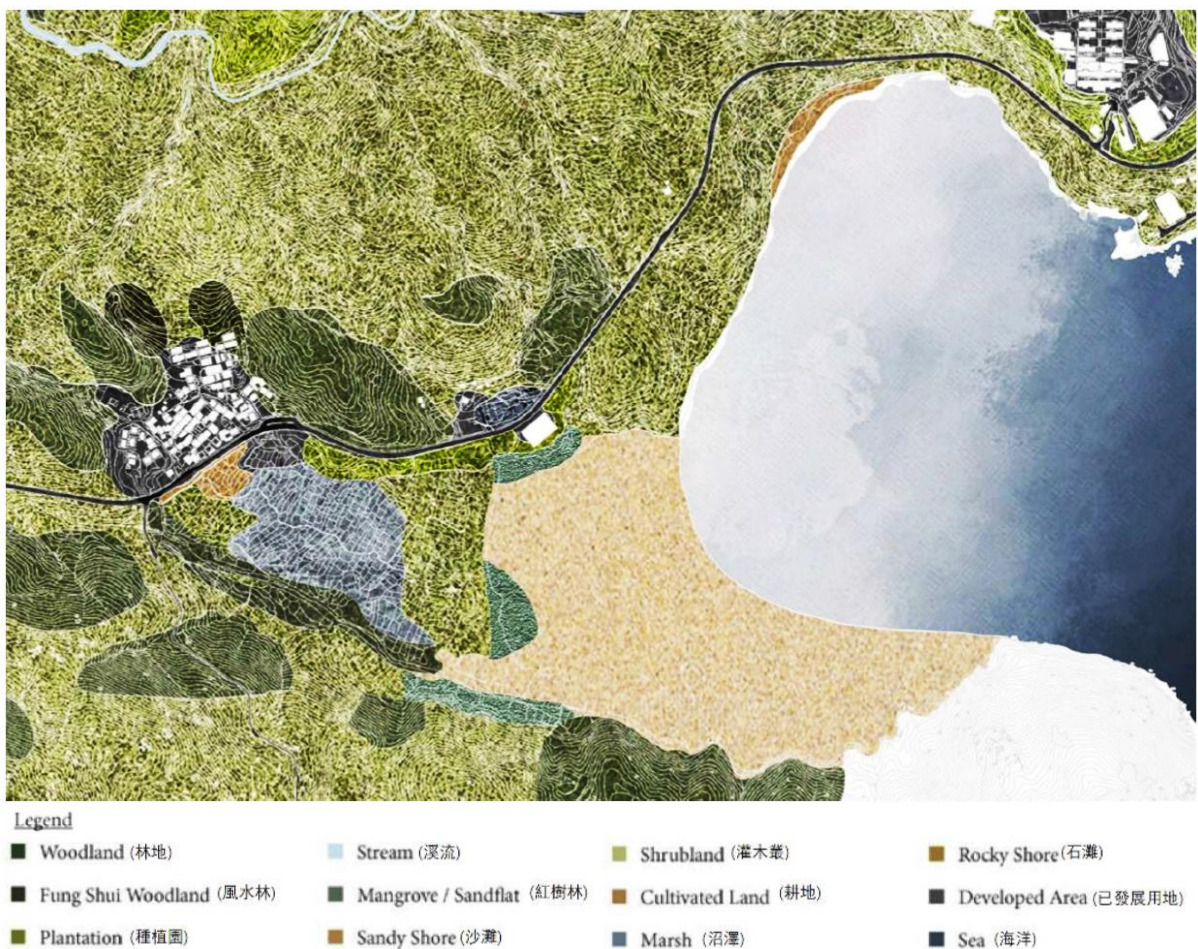 Legend
Woodland (林地)
Stream (溪流)
Shrubland (灌木叢)
Rocky Shore (石灘)
Fung Shui Woodland (風水林)
Mangrove / Sandflat (紅樹林)
Cultivated Land (耕地)
Developed Area (已發展用地)
Plantation (種植園)
Sandy Shore (沙灘)
Marsh (沼澤)
Sea (海洋)